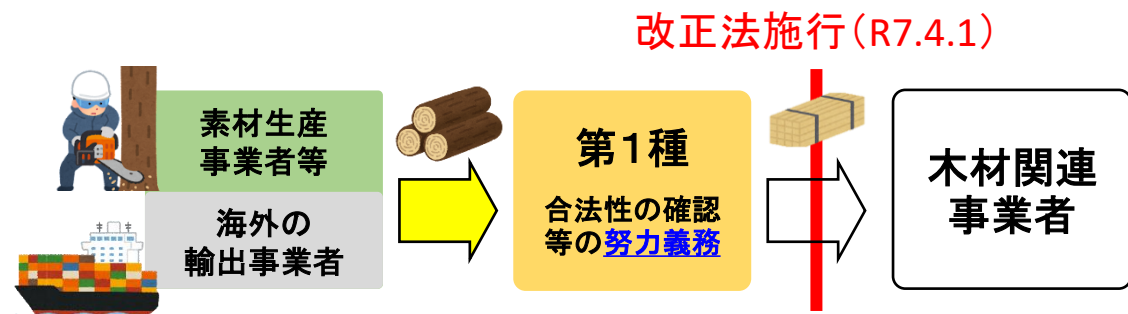 改正法施行（R7.4.1）
素材生産
事業者等
海外の
輸出事業者
第１種
合法性の確認
等の努力義務
木材関連
事業者